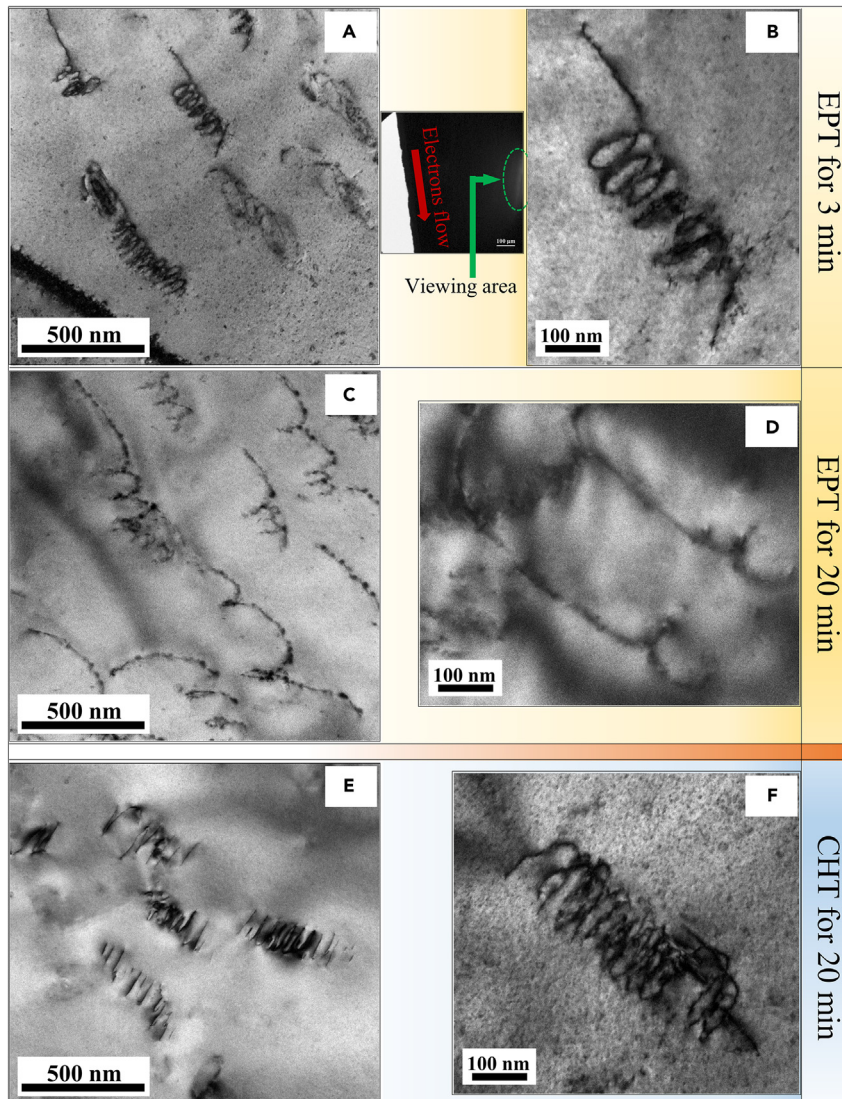 A
B
EPT for 3 min
Electrons flow
100 μm
Viewing area
500 nm
100 nm
C
D
EPT for 20 min
500 nm
100 nm
E
F
CHT for 20 min
500 nm
100 nm